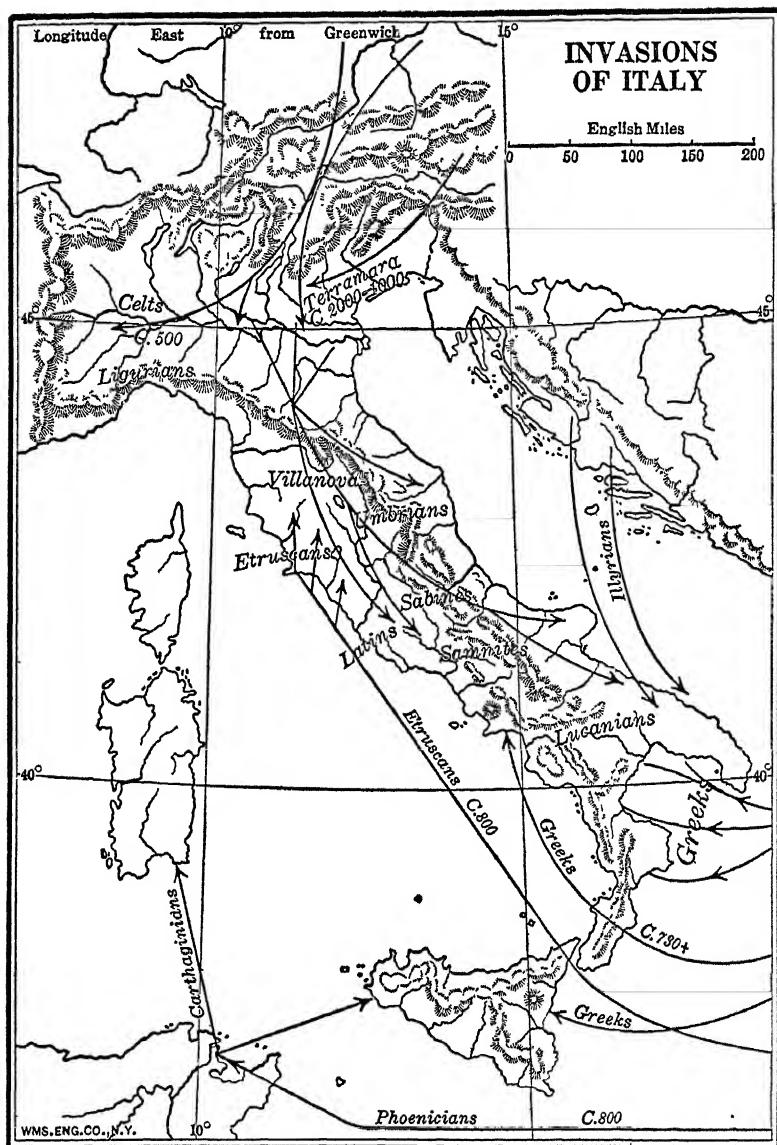 Longitude East 10° from Greenwich 15°
INVASIONS
OF ITALY
English Miles
0 50 100 150 200
Terramara
C. 2000-1000
Celts
45°
45°
C. 500
Ligurians
Villanova
Umbrians
Etruscans
Illyrians
Sabines
Latins
Samnites
Lucanians
Etruscans C.800
40°
40°
Greeks
Greeks
C.730+
Carthaginians
Greeks
Phoenicians C.800
WMS.ENG.CO.,N.Y.
10°